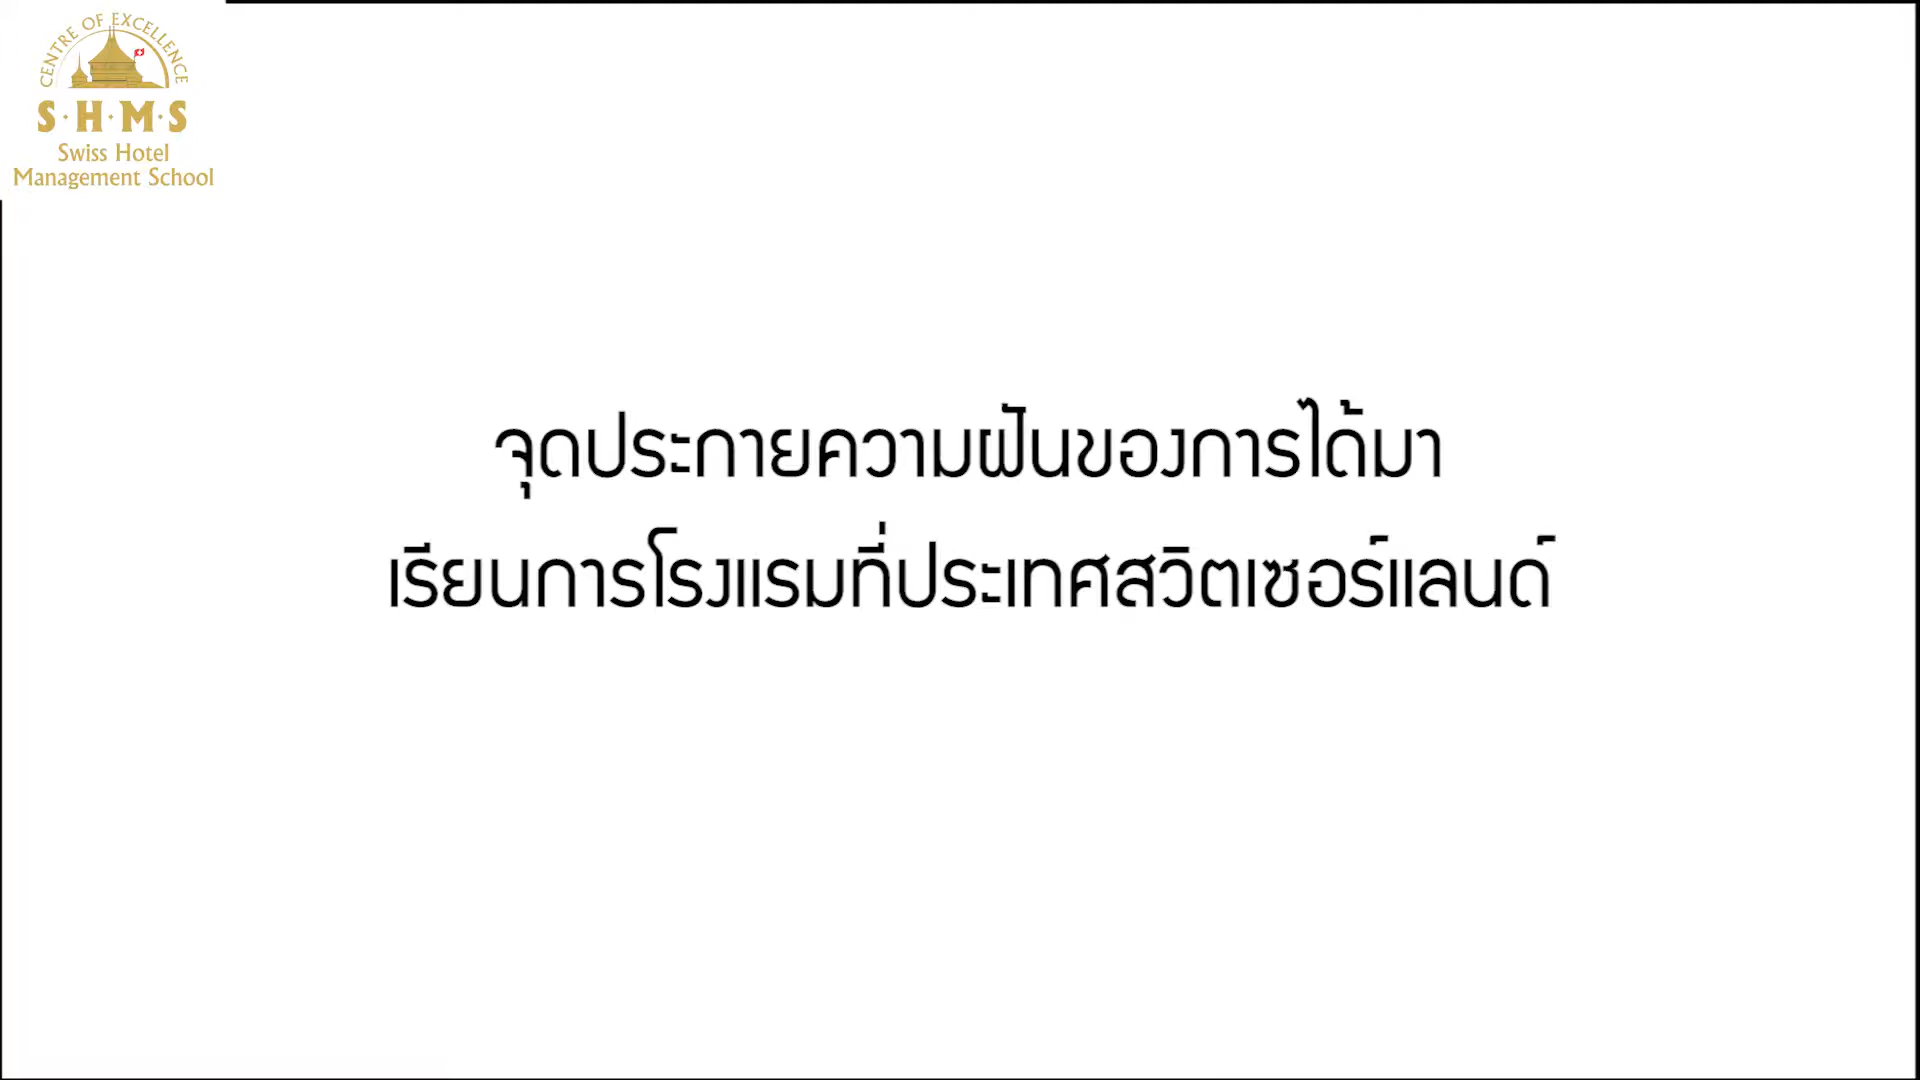 CENTRE OF EXCELLENCE
S·H·M·S
Swiss Hotel
Management School
จุดประกายความฝันของการได้มา
เรียนการโรงแรมที่ประเทศสวิตเซอร์แลนด์